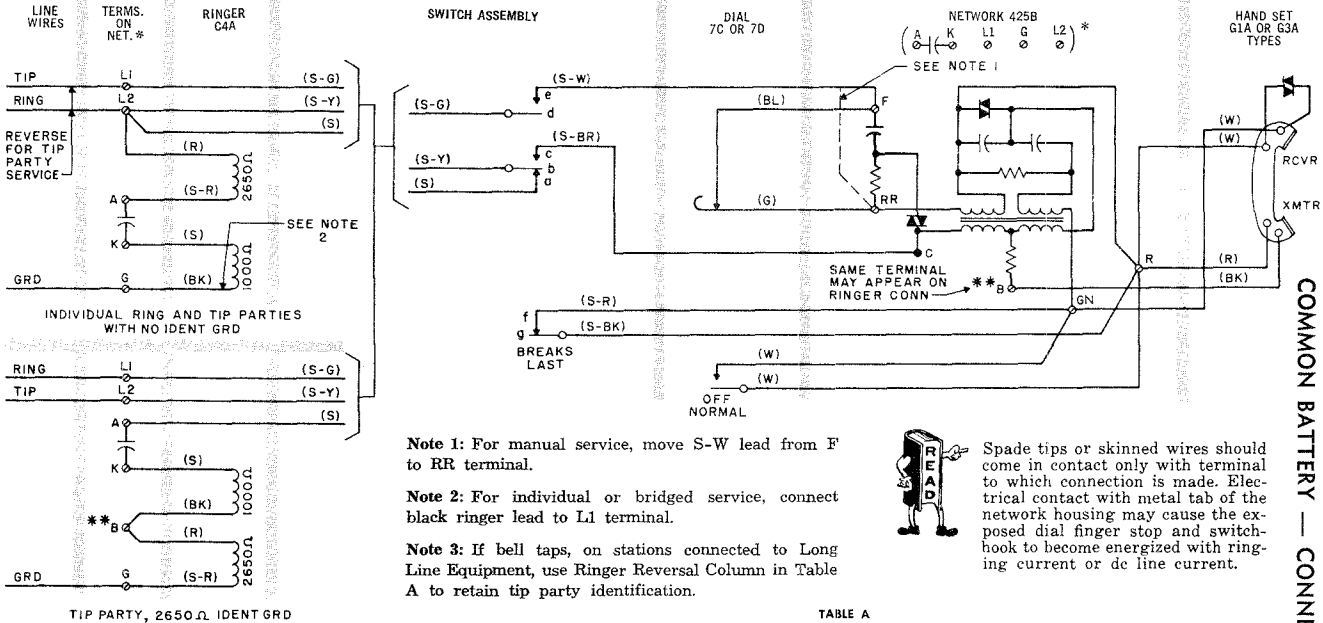 LINE WIRES
TERMS. ON NET. *
RINGER C4A
SWITCH ASSEMBLY
DIAL 7C OR 7D
NETWORK 425B
(A K L1 G L2)*
HAND SET G1A OR G3A TYPES
SEE NOTE 1
TIP
L1
(S-G)
RING
L2
(S-Y)
(S)
REVERSE FOR TIP PARTY SERVICE
(R)
2650Ω
A
(S-R)
K
(S)
1000Ω
SEE NOTE 2
GRD
G
(BK)
INDIVIDUAL RING AND TIP PARTIES
WITH NO IDENT GRD
(S-G)
(S-W)
e
d
(S-BR)
(S-Y)
c
b
(S)
a
(BL)
F
(G)
RR
C
SAME TERMINAL MAY APPEAR ON RINGER CONN
**B
R
GN
(W)
(W)
RCVR
XMTR
(R)
(BK)
(S-R)
f
g
(S-BK)
BREAKS LAST
(W)
(W)
OFF NORMAL
RING
L1
(S-G)
TIP
L2
(S-Y)
A
(S)
K
(S)
1000Ω
(BK)
**B
(R)
2650Ω
GRD
G
(S-R)
TIP PARTY, 2650Ω IDENT GRD
Note 1: For manual service, move S-W lead from F
to RR terminal.
Note 2: For individual or bridged service, connect
black ringer lead to L1 terminal.
Note 3: If bell taps, on stations connected to Long
Line Equipment, use Ringer Reversal Column in Table
A to retain tip party identification.
READ
Spade tips or skinned wires should
come in contact only with terminal
to which connection is made. Elec-
trical contact with metal tab of the
network housing may cause the ex-
posed dial finger stop and switch-
hook to become energized with ring-
ing current or dc line current.
TABLE A
COMMON BATTERY — CONNE